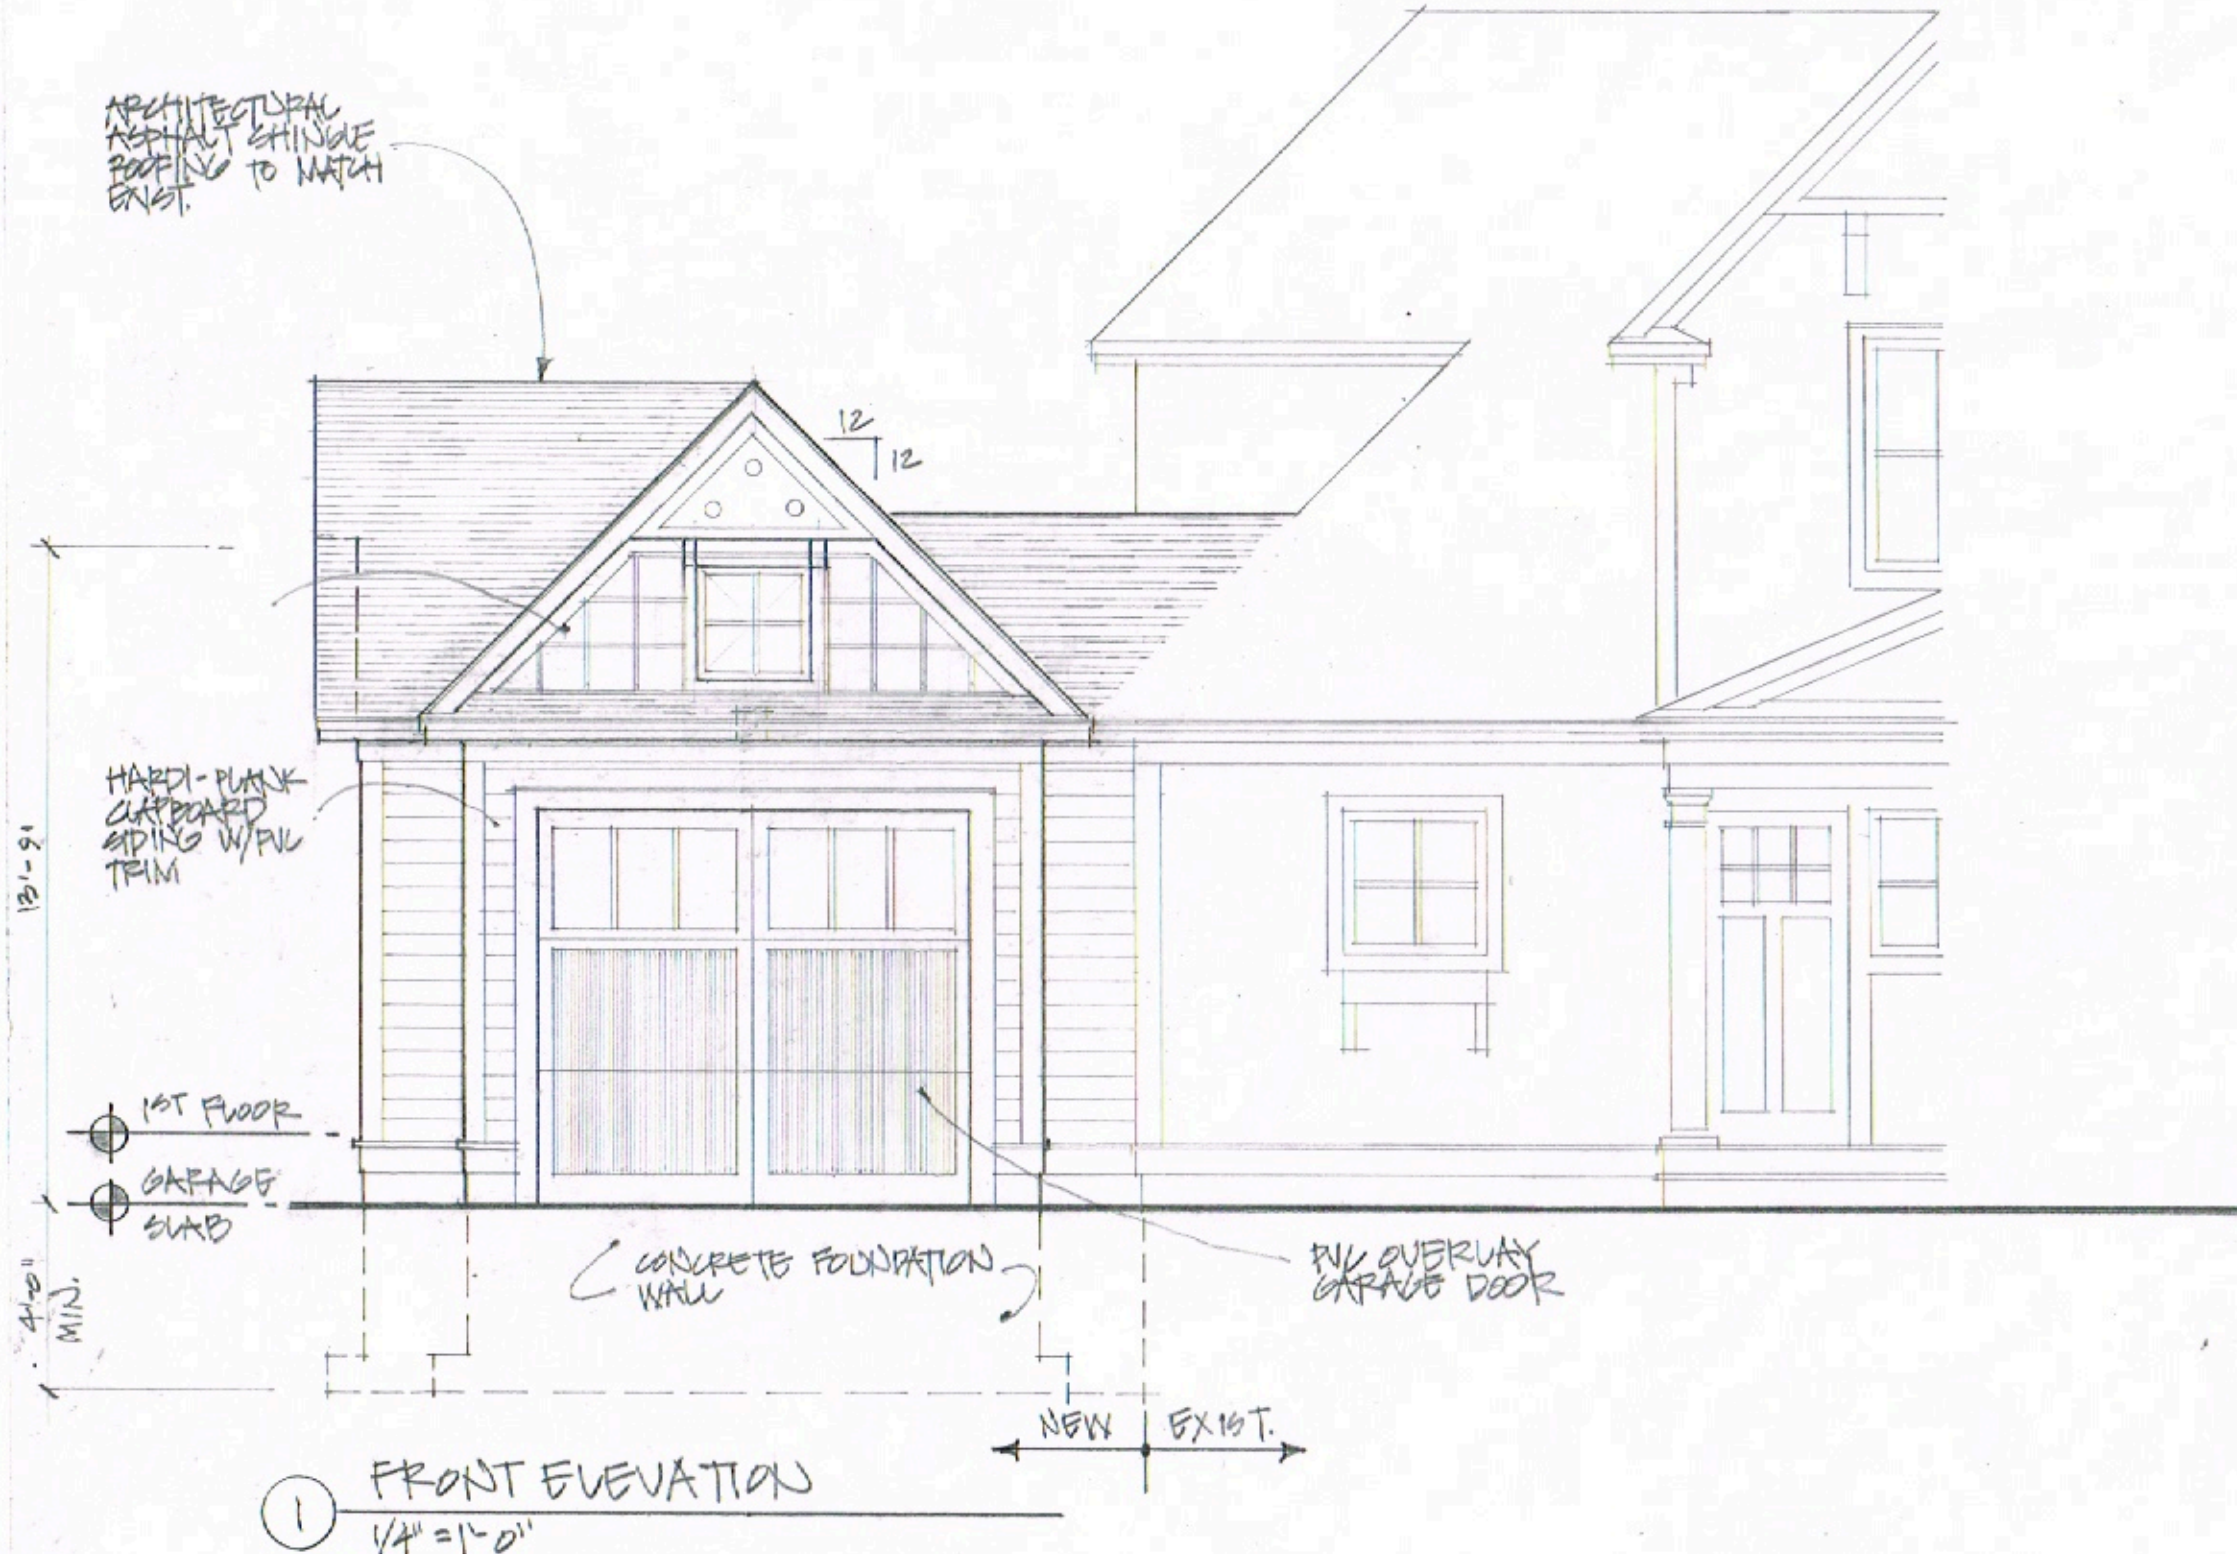 ARCHITECTURAL
ASPHALT SHINGLE
ROOFING TO MATCH
EXIST.
12
12
HARDI-PLANK
CLAPBOARD
SIDING W/PVC
TRIM
13'-9"
1ST FLOOR
GARAGE
SLAB
4'-0"
MIN.
CONCRETE FOUNDATION
WALL
PVC OVERLAY
GARAGE DOOR
NEW
EXIST.
1
FRONT ELEVATION
1/4" = 1'-0"